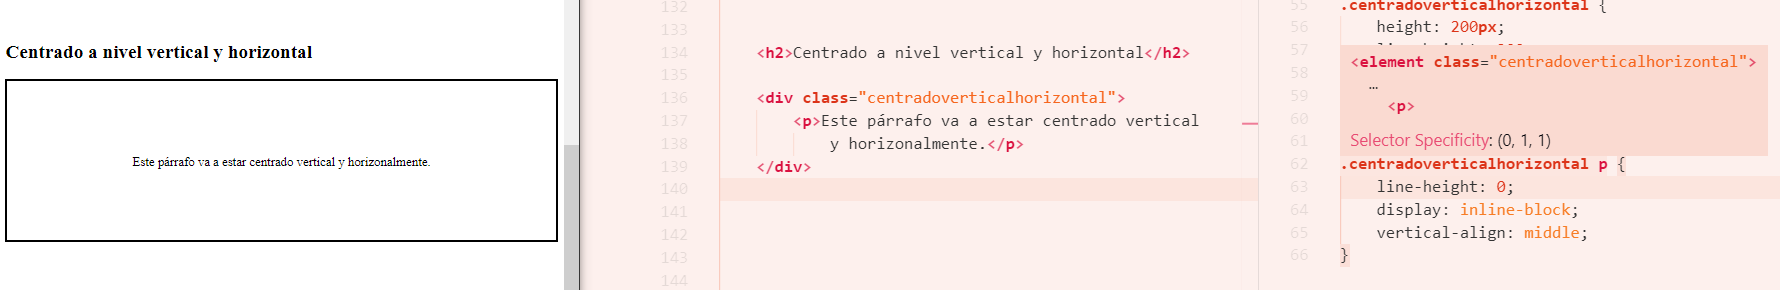 Centrado a nivel vertical y horizontal
Este párrafo va a estar centrado vertical y horizonalmente.
132
133
134 <h2>Centrado a nivel vertical y horizontal</h2>
135
136 <div class="centradoverticalhorizontal">
137 <p>Este párrafo va a estar centrado vertical
138 y horizonalmente.</p>
139 </div>
140
141
142
143
144
55 .centradoverticalhorizontal {
56 height: 200px;
57
58 <element class="centradoverticalhorizontal">
59 …
<p>
60
61 Selector Specificity: (0, 1, 1)
62 .centradoverticalhorizontal p {
63 line-height: 0;
64 display: inline-block;
65 vertical-align: middle;
66 }